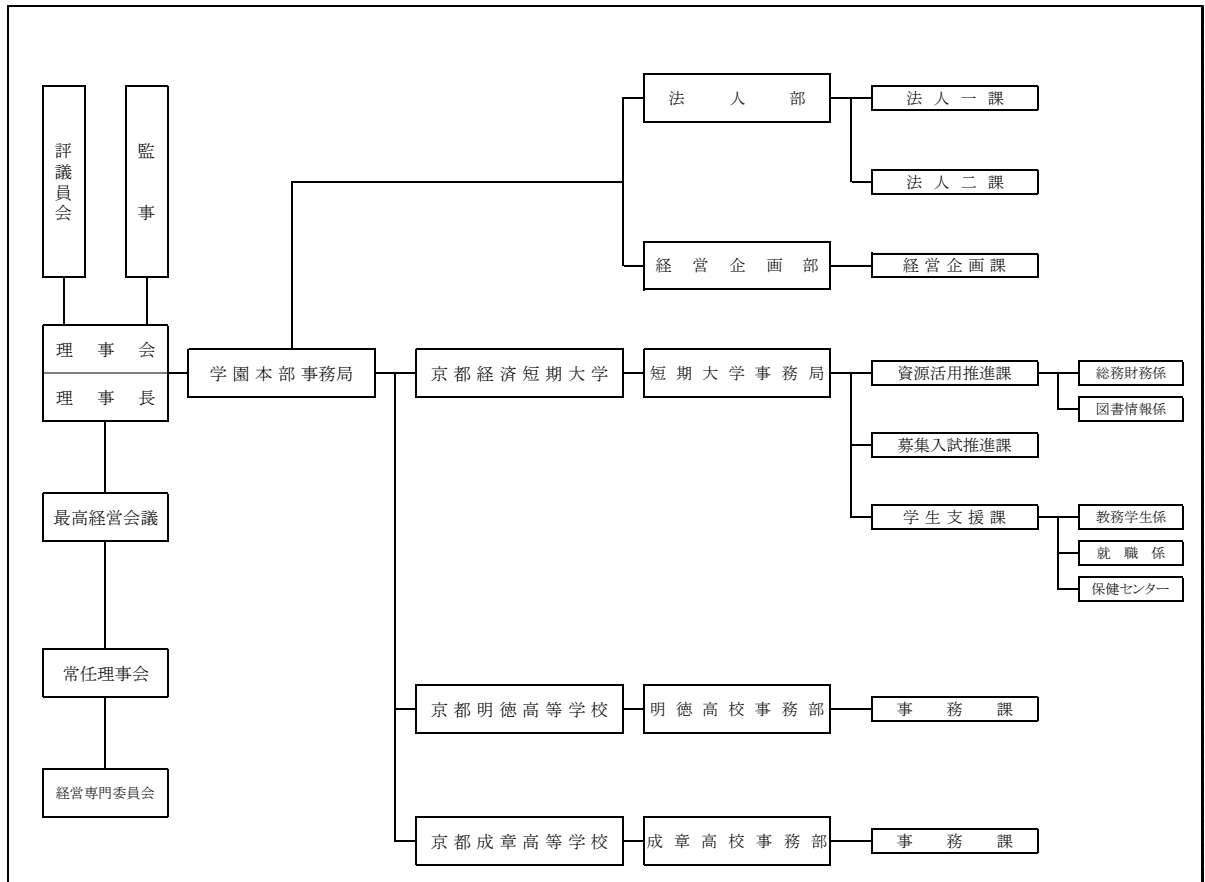 評議員会
監事
理事会
理事長
最高経営会議
常任理事会
経営専門委員会
学園本部事務局
法人部
法人一課
法人二課
経営企画部
経営企画課
京都経済短期大学
短期大学事務局
資源活用推進課
総務財務係
図書情報係
募集入試推進課
学生支援課
教務学生係
就職係
保健センター
京都明徳高等学校
明徳高校事務部
事務課
京都成章高等学校
成章高校事務部
事務課